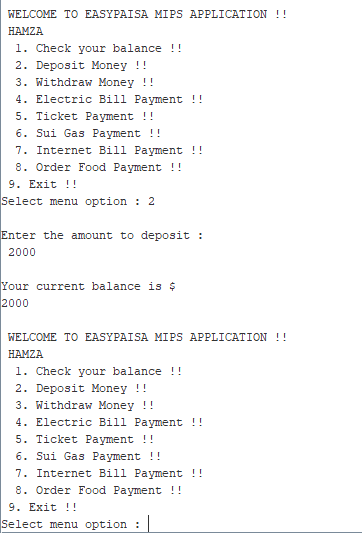 WELCOME TO EASYPAISA MIPS APPLICATION !!
HAMZA
1. Check your balance !!
2. Deposit Money !!
3. Withdraw Money !!
4. Electric Bill Payment !!
5. Ticket Payment !!
6. Sui Gas Payment !!
7. Internet Bill Payment !!
8. Order Food Payment !!
9. Exit !!
Select menu option : 2
Enter the amount to deposit :
2000
Your current balance is $
2000
WELCOME TO EASYPAISA MIPS APPLICATION !!
HAMZA
1. Check your balance !!
2. Deposit Money !!
3. Withdraw Money !!
4. Electric Bill Payment !!
5. Ticket Payment !!
6. Sui Gas Payment !!
7. Internet Bill Payment !!
8. Order Food Payment !!
9. Exit !!
Select menu option :